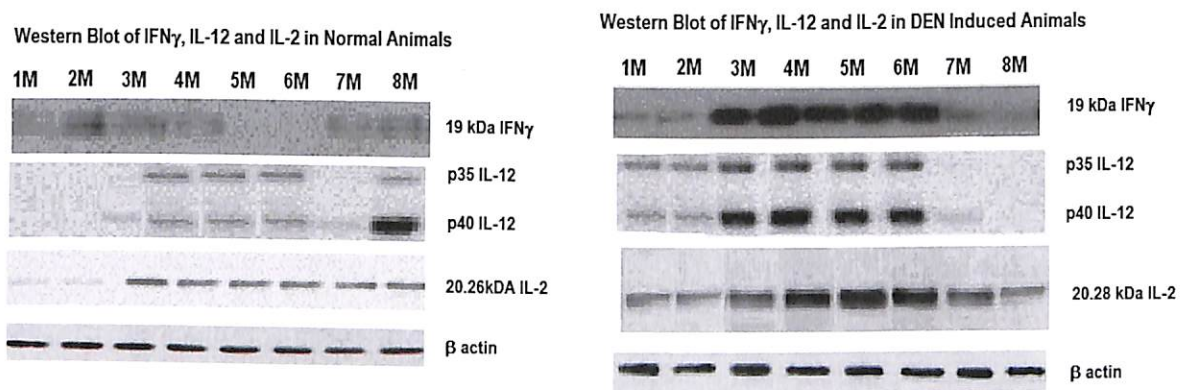 Western Blot of IFNγ, IL-12 and IL-2 in Normal Animals
1M 2M 3M 4M 5M 6M 7M 8M
19 kDa IFNγ
p35 IL-12
p40 IL-12
20.26kDA IL-2
β actin
Western Blot of IFNγ, IL-12 and IL-2 in DEN Induced Animals
1M 2M 3M 4M 5M 6M 7M 8M
19 kDa IFNγ
p35 IL-12
p40 IL-12
20.28 kDa IL-2
β actin